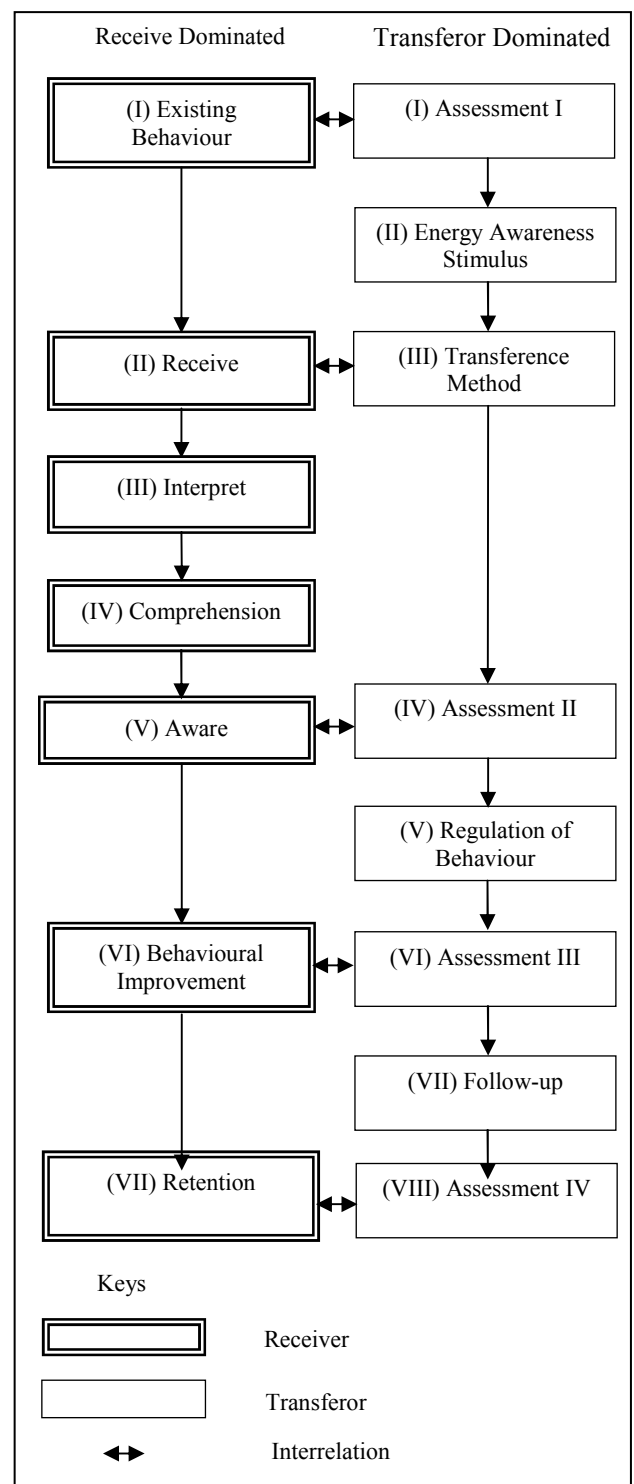 Receive Dominated
Transferor Dominated
(I) Existing
Behaviour
(I) Assessment I
(II) Energy Awareness
Stimulus
(II) Receive
(III) Transference
Method
(III) Interpret
(IV) Comprehension
(V) Aware
(IV) Assessment II
(V) Regulation of
Behaviour
(VI) Behavioural
Improvement
(VI) Assessment III
(VII) Follow-up
(VII) Retention
(VIII) Assessment IV
Keys
Receiver
Transferor
Interrelation